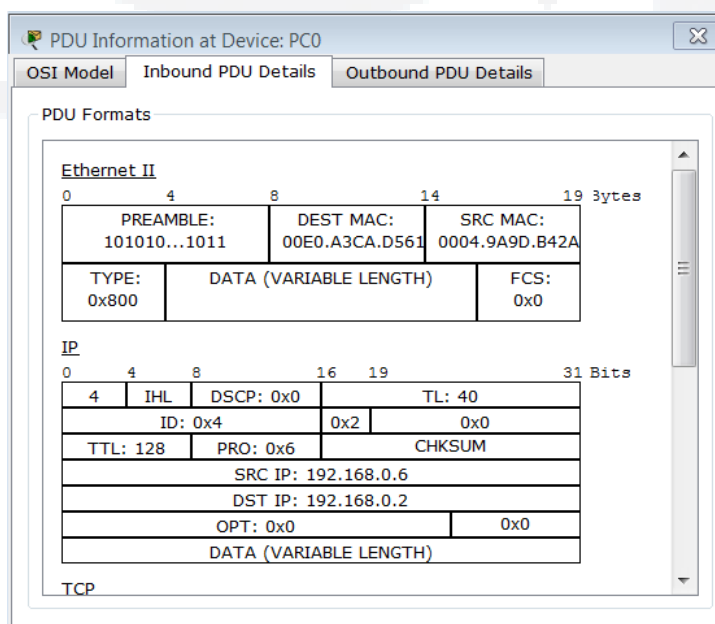 PDU Information at Device: PC0
OSI Model Inbound PDU Details Outbound PDU Details
PDU Formats
Ethernet II
0 4 8 14 19 Bytes
PREAMBLE: DEST MAC: SRC MAC:
101010...1011 00E0.A3CA.D561 0004.9A9D.B42A
TYPE: DATA (VARIABLE LENGTH) FCS:
0x800 0x0
IP
0 4 8 16 19 31 Bits
4 IHL DSCP: 0x0 TL: 40
ID: 0x4 0x2 0x0
TTL: 128 PRO: 0x6 CHKSUM
SRC IP: 192.168.0.6
DST IP: 192.168.0.2
OPT: 0x0 0x0
DATA (VARIABLE LENGTH)
TCP